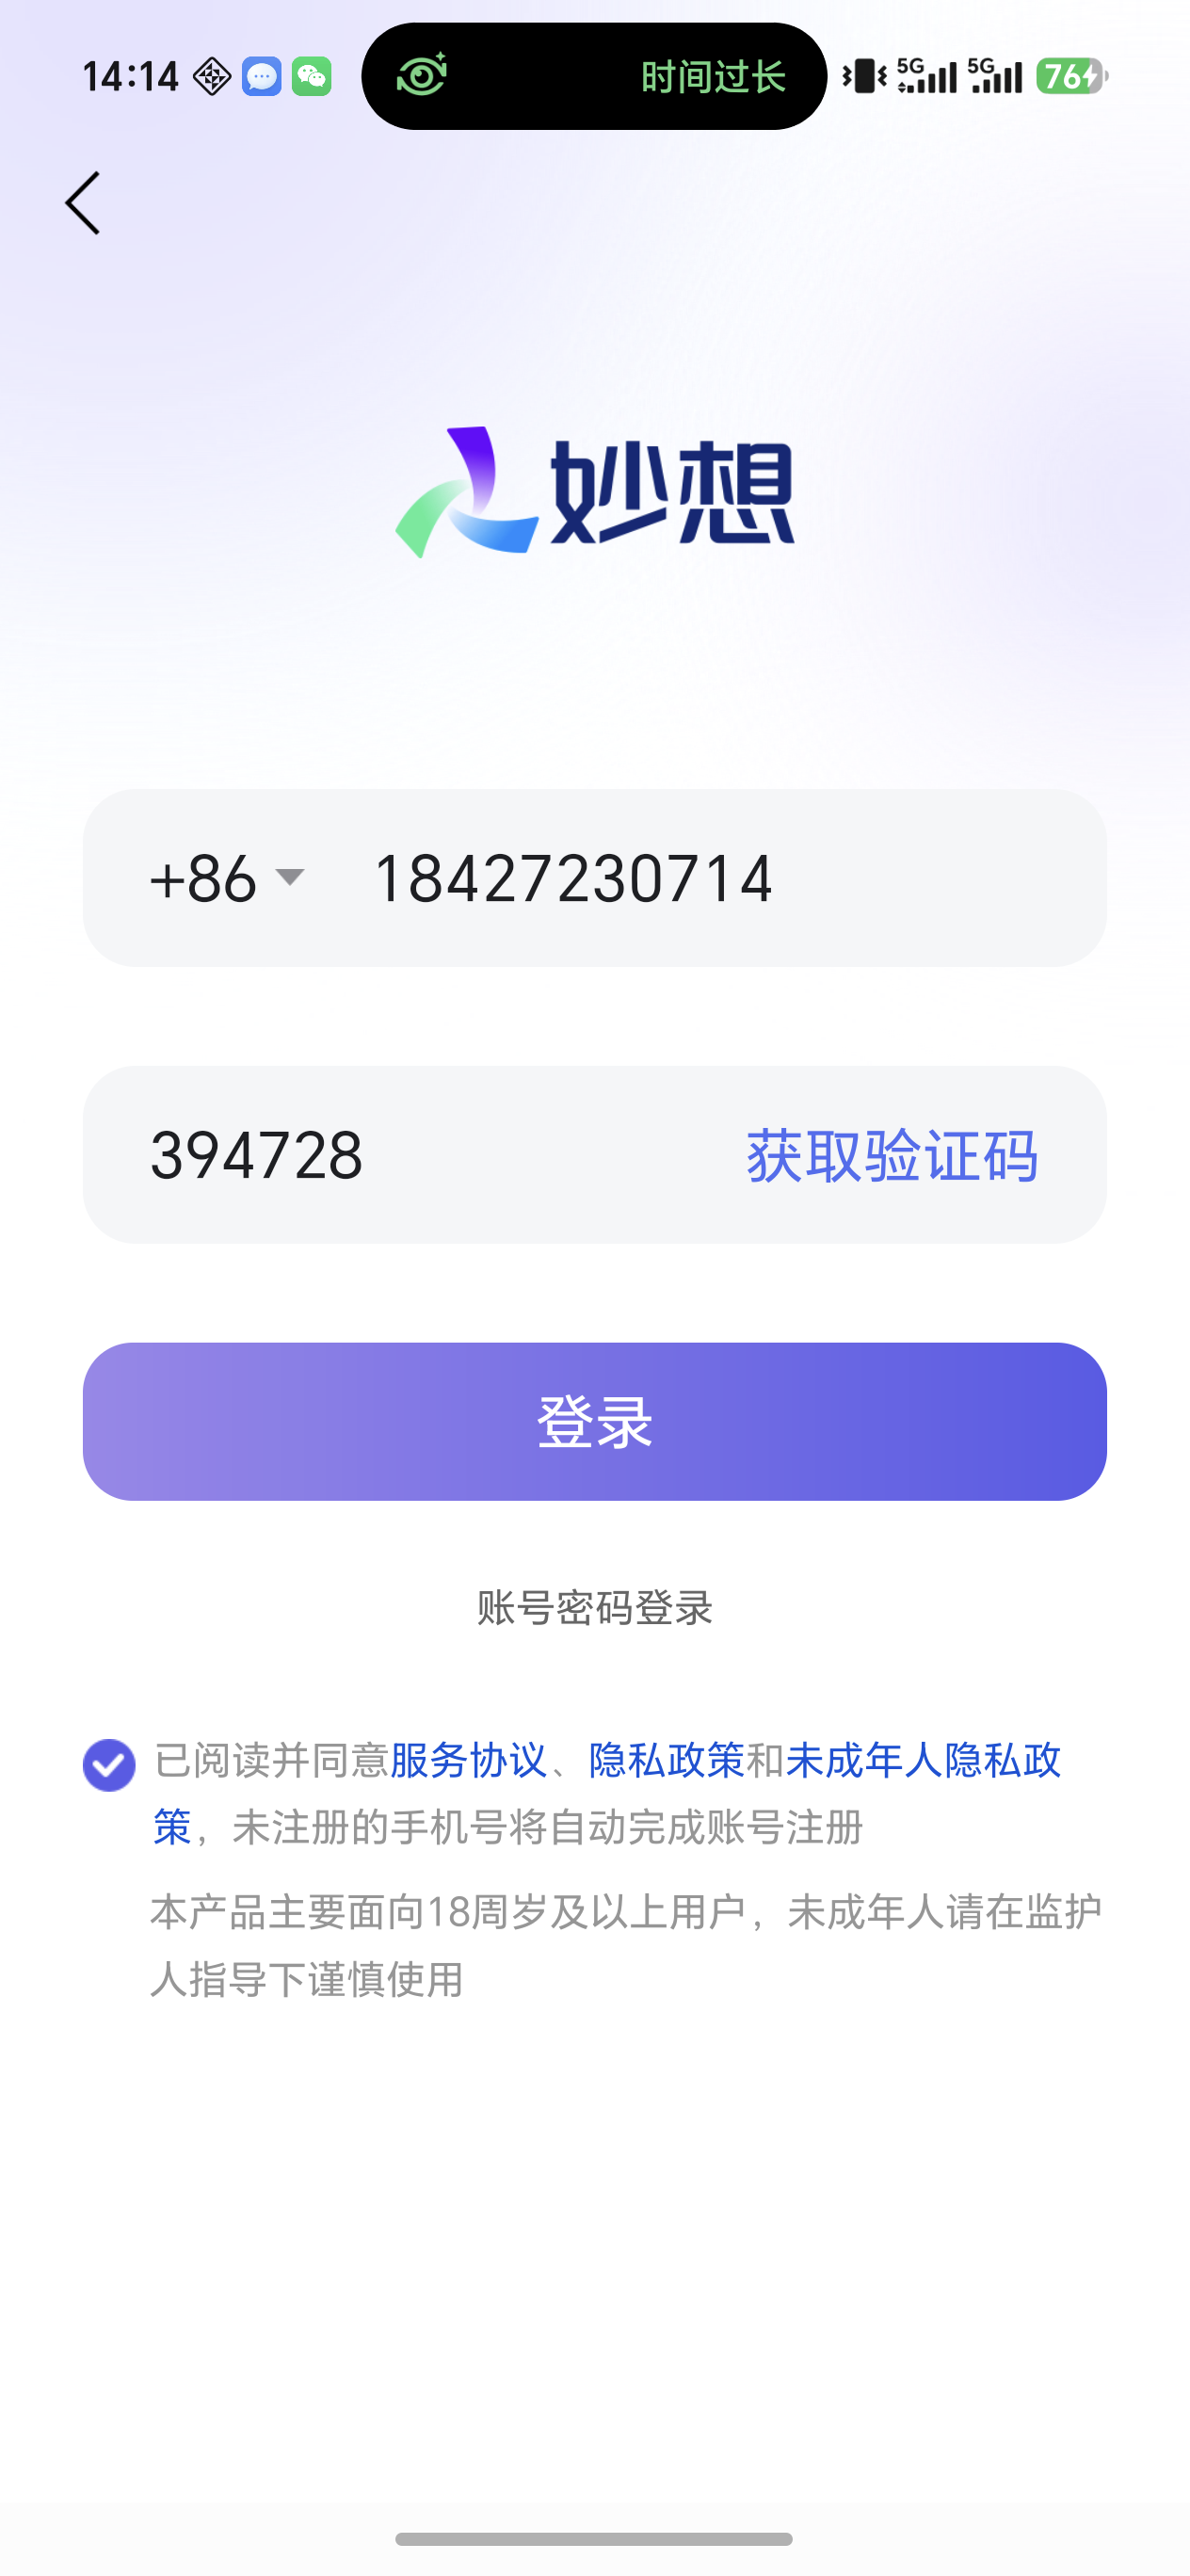 14:14
时间过长
5G 5G 76
妙想
+86 18427230714
394728 获取验证码
登录
账号密码登录
已阅读并同意服务协议、隐私政策和未成年人隐私政
策，未注册的手机号将自动完成账号注册
本产品主要面向18周岁及以上用户，未成年人请在监护
人指导下谨慎使用